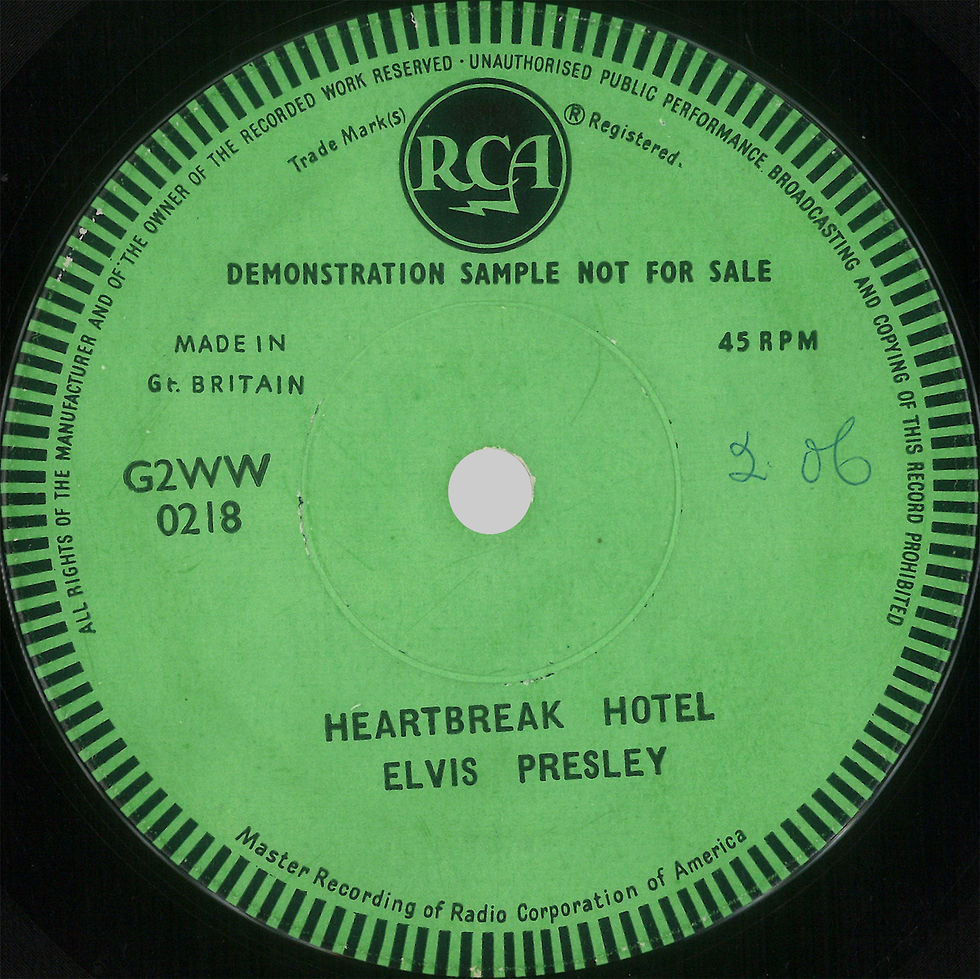 ALL RIGHTS OF THE MANUFACTURER AND OF THE OWNER OF THE RECORDED WORK RESERVED · UNAUTHORISED PUBLIC PERFORMANCE BROADCASTING AND COPYING OF THIS RECORD PROHIBITED
Trade Mark(s) RCA ® Registered.
DEMONSTRATION SAMPLE NOT FOR SALE
MADE IN
Gt. BRITAIN
45 RPM
G2WW
0218
2 06
HEARTBREAK HOTEL
ELVIS PRESLEY
Master Recording of Radio Corporation of America